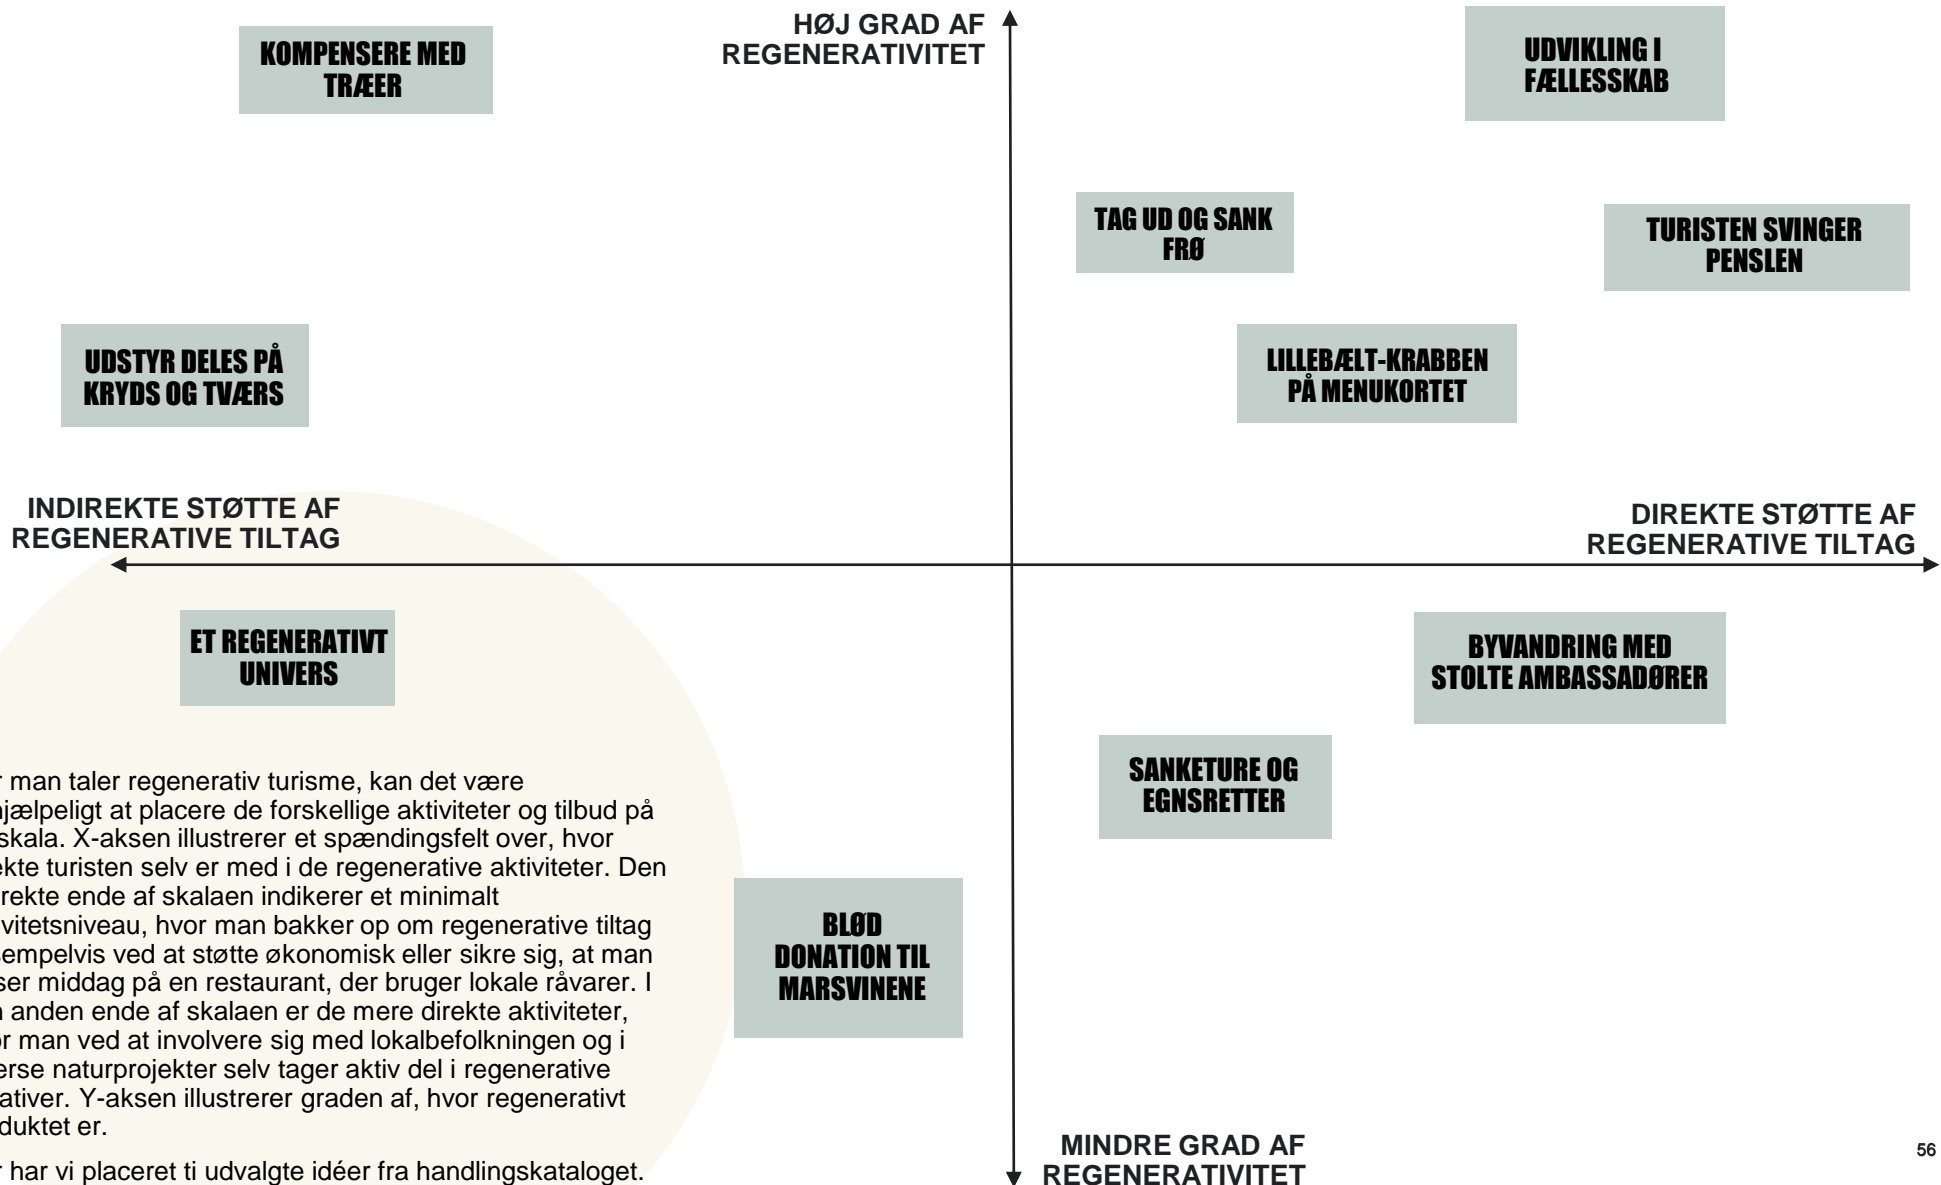 HØJ GRAD AF
REGENERATIVITET
KOMPENSERE MED
TRÆER
UDVIKLING I
FÆLLESSKAB
TAG UD OG SANK
FRØ
TURISTEN SVINGER
PENSLEN
UDSTYR DELES PÅ
KRYDS OG TVÆRS
LILLEBÆLT-KRABBEN
PÅ MENUKORTET
INDIREKTE STØTTE AF
REGENERATIVE TILTAG
DIREKTE STØTTE AF
REGENERATIVE TILTAG
ET REGENERATIVT
UNIVERS
BYVANDRING MED
STOLTE AMBASSADØRER
SANKETURE OG
EGNSRETTER
BLØD
DONATION TIL
MARSVINENE
r man taler regenerativ turisme, kan det være
jælpeligt at placere de forskellige aktiviteter og tilbud på
skala. X-aksen illustrerer et spændingsfelt over, hvor
ekte turisten selv er med i de regenerative aktiviteter. Den
irekte ende af skalaen indikerer et minimalt
vitetsniveau, hvor man bakker op om regenerative tiltag
sempelvis ved at støtte økonomisk eller sikre sig, at man
ser middag på en restaurant, der bruger lokale råvarer. I
n anden ende af skalaen er de mere direkte aktiviteter,
or man ved at involvere sig med lokalbefolkningen og i
erse naturprojekter selv tager aktiv del i regenerative
ativer. Y-aksen illustrerer graden af, hvor regenerativt
duktet er.
r har vi placeret ti udvalgte idéer fra handlingskataloget.
MINDRE GRAD AF
REGENERATIVITET
56